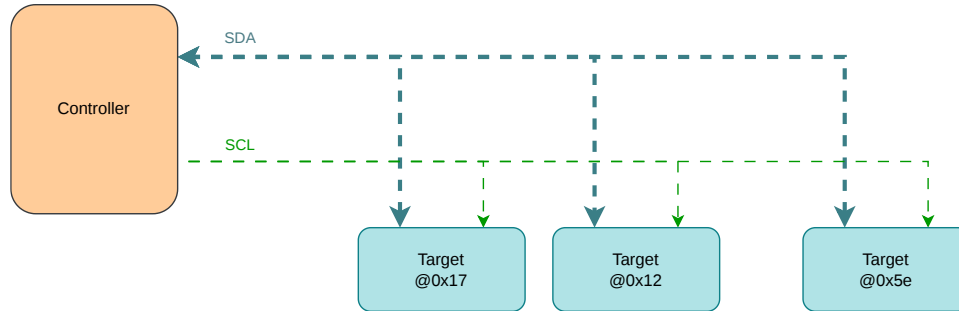 SDA
Controller
SCL
Target
@0x17
Target
@0x12
Target
@0x5e